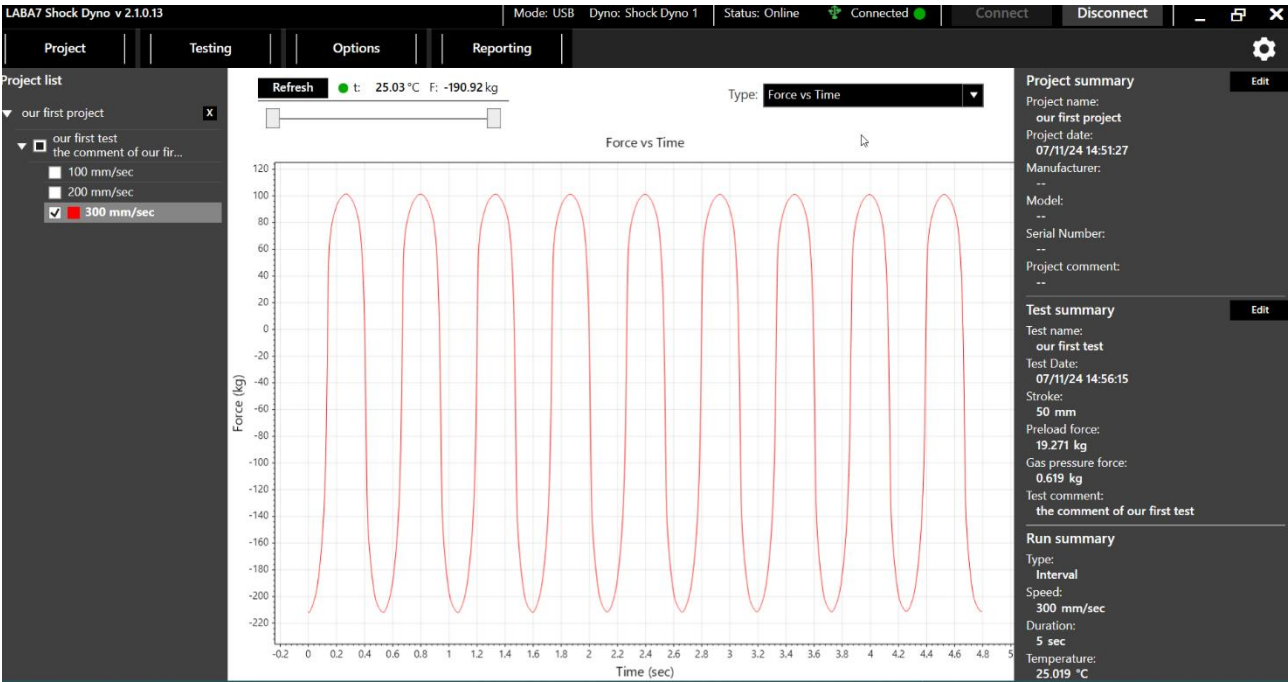 LABA7 Shock Dyno v 2.1.0.13
Mode: USB Dyno: Shock Dyno 1 Status: Online Connected Connect Disconnect
Project Testing Options Reporting
Project list
our first project X
our first test
the comment of our fir...
100 mm/sec
200 mm/sec
300 mm/sec
Refresh t: 25.03 °C F: -190.92 kg
Type: Force vs Time
Force vs Time
Force (kg)
120
100
80
60
40
20
0
-20
-40
-60
-80
-100
-120
-140
-160
-180
-200
-220
-0.2 0 0.2 0.4 0.6 0.8 1 1.2 1.4 1.6 1.8 2 2.2 2.4 2.6 2.8 3 3.2 3.4 3.6 3.8 4 4.2 4.4 4.6 4.8 5
Time (sec)
Project summary Edit
Project name:
our first project
Project date:
07/11/24 14:51:27
Manufacturer:
--
Model:
--
Serial Number:
--
Project comment:
--
Test summary Edit
Test name:
our first test
Test Date:
07/11/24 14:56:15
Stroke:
50 mm
Preload force:
19.271 kg
Gas pressure force:
0.619 kg
Test comment:
the comment of our first test
Run summary
Type:
Interval
Speed:
300 mm/sec
Duration:
5 sec
Temperature:
25.019 °C